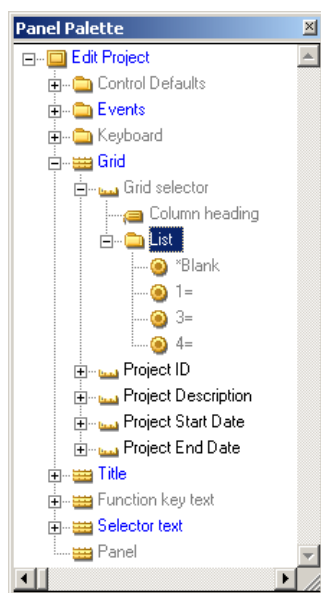 Panel Palette
Edit Project
Control Defaults
Events
Keyboard
Grid
Grid selector
Column heading
List
*Blank
1=
3=
4=
Project ID
Project Description
Project Start Date
Project End Date
Title
Function key text
Selector text
Panel